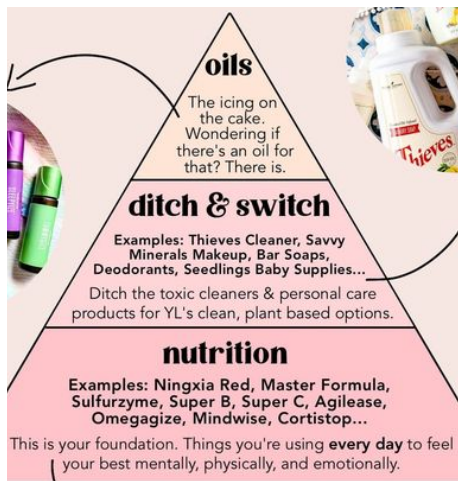 oils
The icing on
the cake.
Wondering if
there's an oil for
that? There is.
Thieves
ditch & switch
Examples: Thieves Cleaner, Savvy
Minerals Makeup, Bar Soaps,
Deodorants, Seedlings Baby Supplies...
Ditch the toxic cleaners & personal care
products for YL's clean, plant based options.
nutrition
Examples: Ningxia Red, Master Formula,
Sulfurzyme, Super B, Super C, Agilease,
Omegagize, Mindwise, Cortistop...
This is your foundation. Things you're using every day to feel
your best mentally, physically, and emotionally.